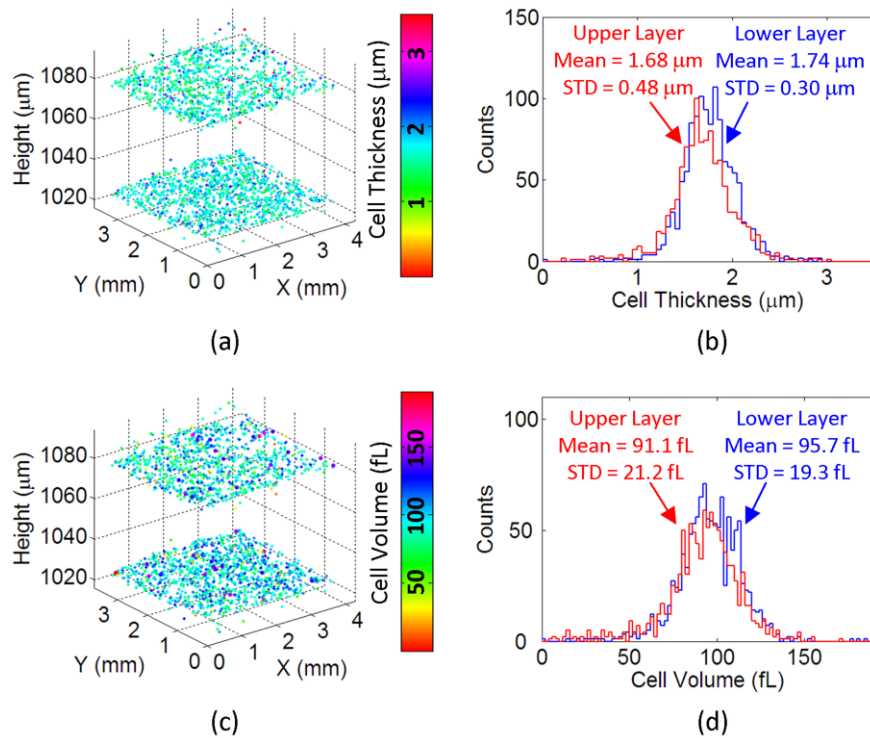 1080
1060
1040
1020
Height (μm)
3
2
1
0
Y (mm)
0
1
2
3
4
X (mm)
Cell Thickness (μm)
1
2
3
(a)
150
100
50
0
Counts
Upper Layer
Mean = 1.68 μm
STD = 0.48 μm
Lower Layer
Mean = 1.74 μm
STD = 0.30 μm
0
1
2
3
Cell Thickness (μm)
(b)
1080
1060
1040
1020
Height (μm)
3
2
1
0
Y (mm)
0
1
2
3
4
X (mm)
Cell Volume (fL)
50
100
150
(c)
100
50
0
Counts
Upper Layer
Mean = 91.1 fL
STD = 21.2 fL
Lower Layer
Mean = 95.7 fL
STD = 19.3 fL
0
50
100
150
Cell Volume (fL)
(d)